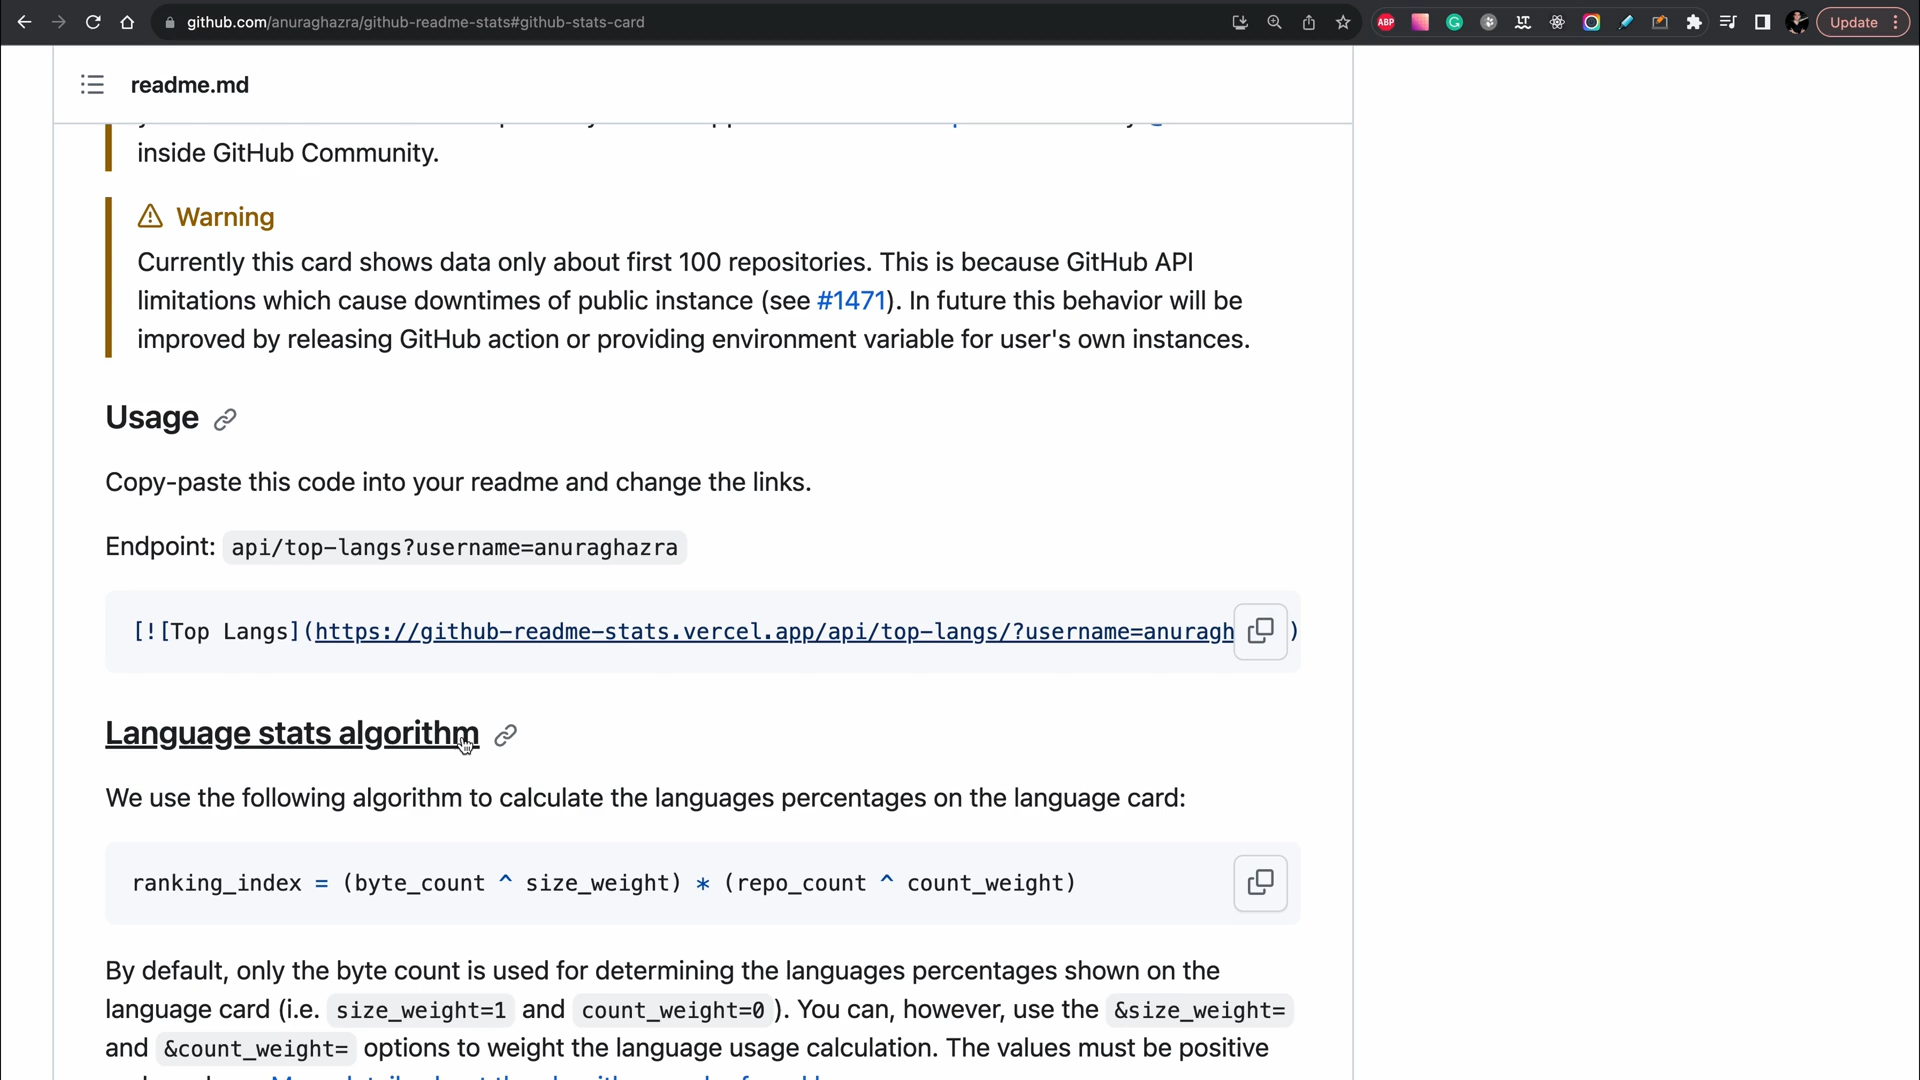 github.com/anuraghazra/github-readme-stats#github-stats-card
ABP
Update
readme.md
inside GitHub Community.
Warning
Currently this card shows data only about first 100 repositories. This is because GitHub API
limitations which cause downtimes of public instance (see #1471). In future this behavior will be
improved by releasing GitHub action or providing environment variable for user's own instances.
Usage
Copy-paste this code into your readme and change the links.
Endpoint: api/top-langs?username=anuraghazra
[![Top Langs](https://github-readme-stats.vercel.app/api/top-langs/?username=anuragh )
Language stats algorithm
We use the following algorithm to calculate the languages percentages on the language card:
ranking_index = (byte_count ^ size_weight) * (repo_count ^ count_weight)
By default, only the byte count is used for determining the languages percentages shown on the
language card (i.e. size_weight=1 and count_weight=0 ). You can, however, use the &size_weight=
and &count_weight= options to weight the language usage calculation. The values must be positive